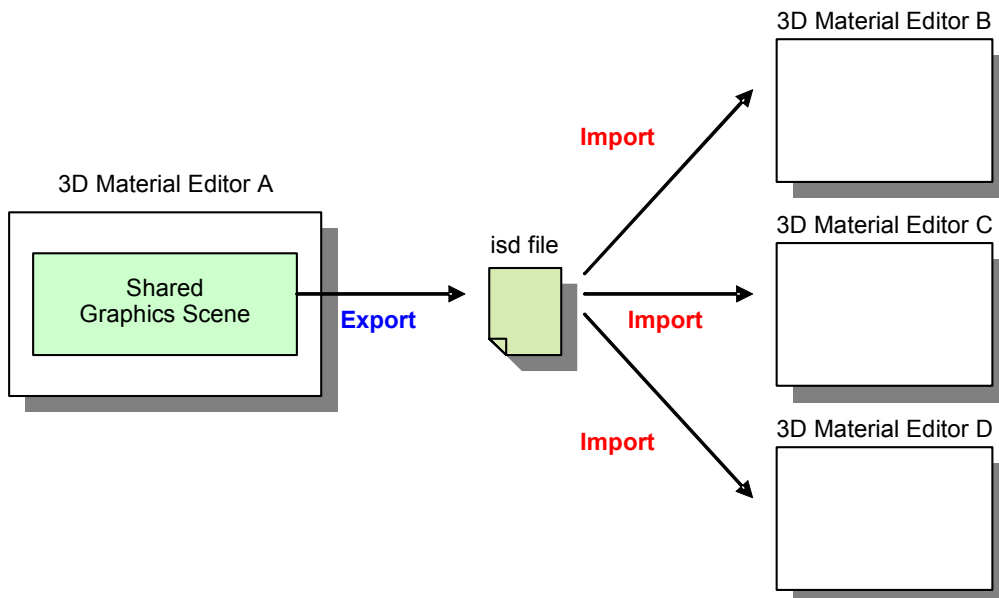 3D Material Editor A
Shared
Graphics Scene
Export
isd file
Import
Import
Import
3D Material Editor B
3D Material Editor C
3D Material Editor D